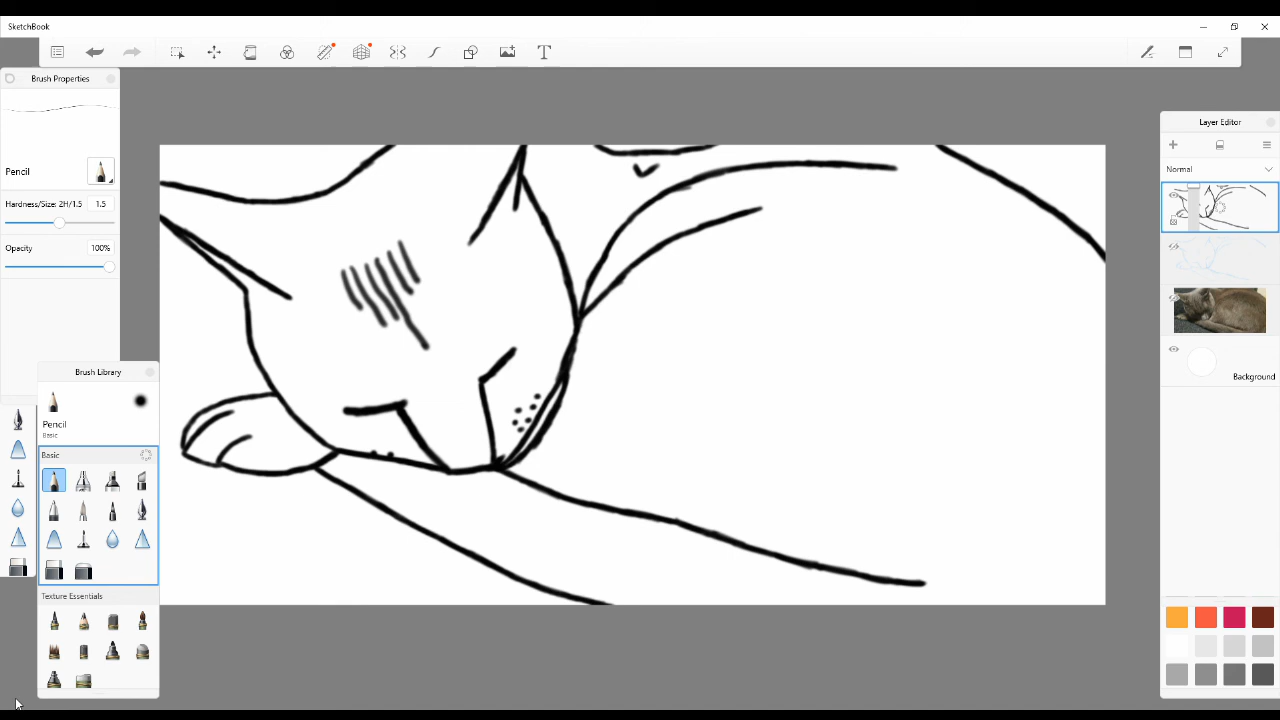 SketchBook
Brush Properties
Pencil
Hardness/Size: 2H/1.5 1.5
Opacity 100%
Brush Library
Pencil
Basic
Basic
Texture Essentials
Layer Editor
Normal
Background